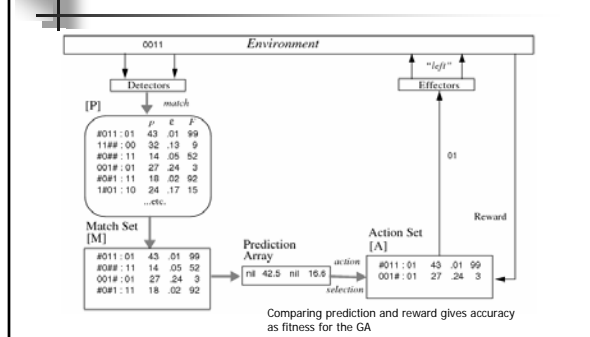 0011
Environment
"left"
Detectors
Effectors
[P]
match
p e F
#011 : 01 43 .01 99
11## : 00 32 .13 9
#0## : 11 14 .05 52
001# : 01 27 .24 3
#0#1 : 11 18 .02 92
1#01 : 10 24 .17 15
...etc.
01
Reward
Match Set
[M]
#011 : 01 43 .01 99
#0## : 11 14 .05 52
001# : 01 27 .24 3
#0#1 : 11 18 .02 92
Prediction
Array
nil 42.5 nil 16.6
action
selection
Action Set
[A]
#011 : 01 43 .01 99
001# : 01 27 .24 3
Comparing prediction and reward gives accuracy
as fitness for the GA